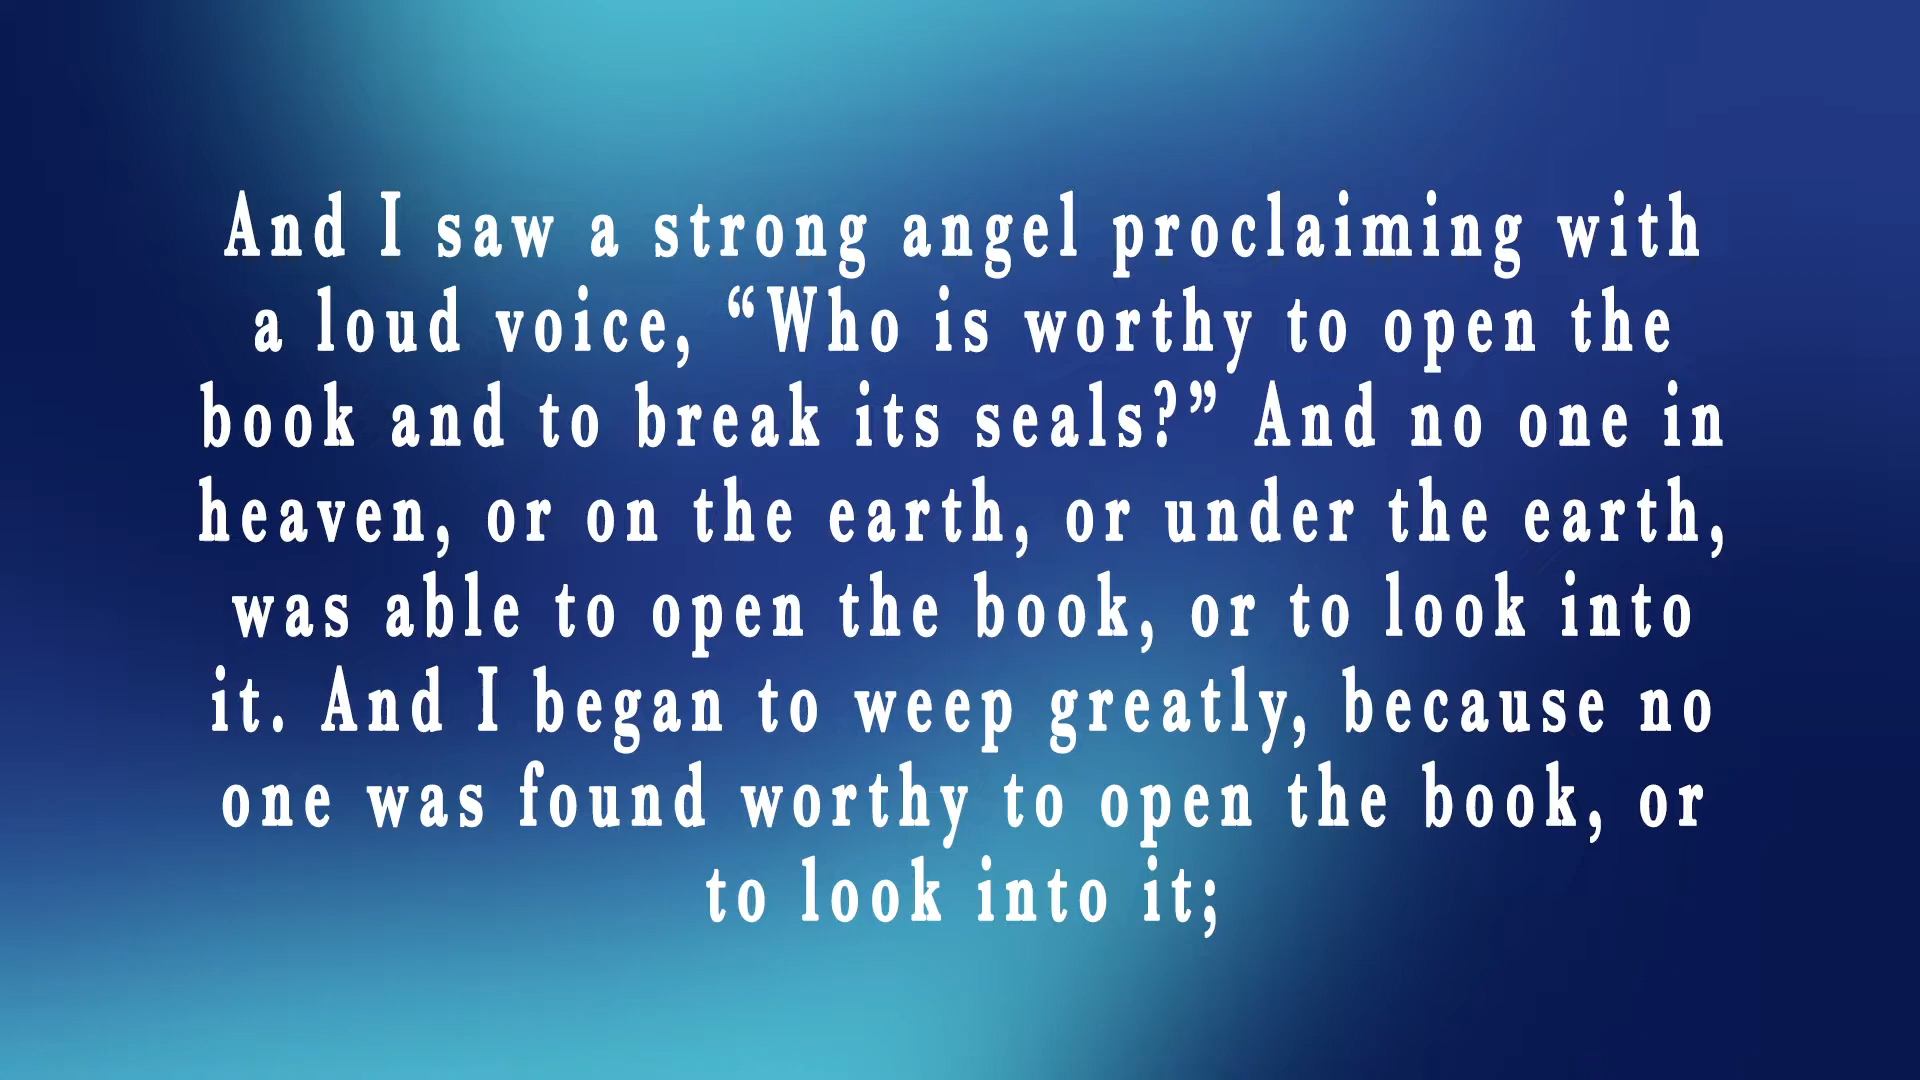 And I saw a strong angel proclaiming with
a loud voice, “Who is worthy to open the
book and to break its seals?” And no one in
heaven, or on the earth, or under the earth,
was able to open the book, or to look into
it. And I began to weep greatly, because no
one was found worthy to open the book, or
to look into it;